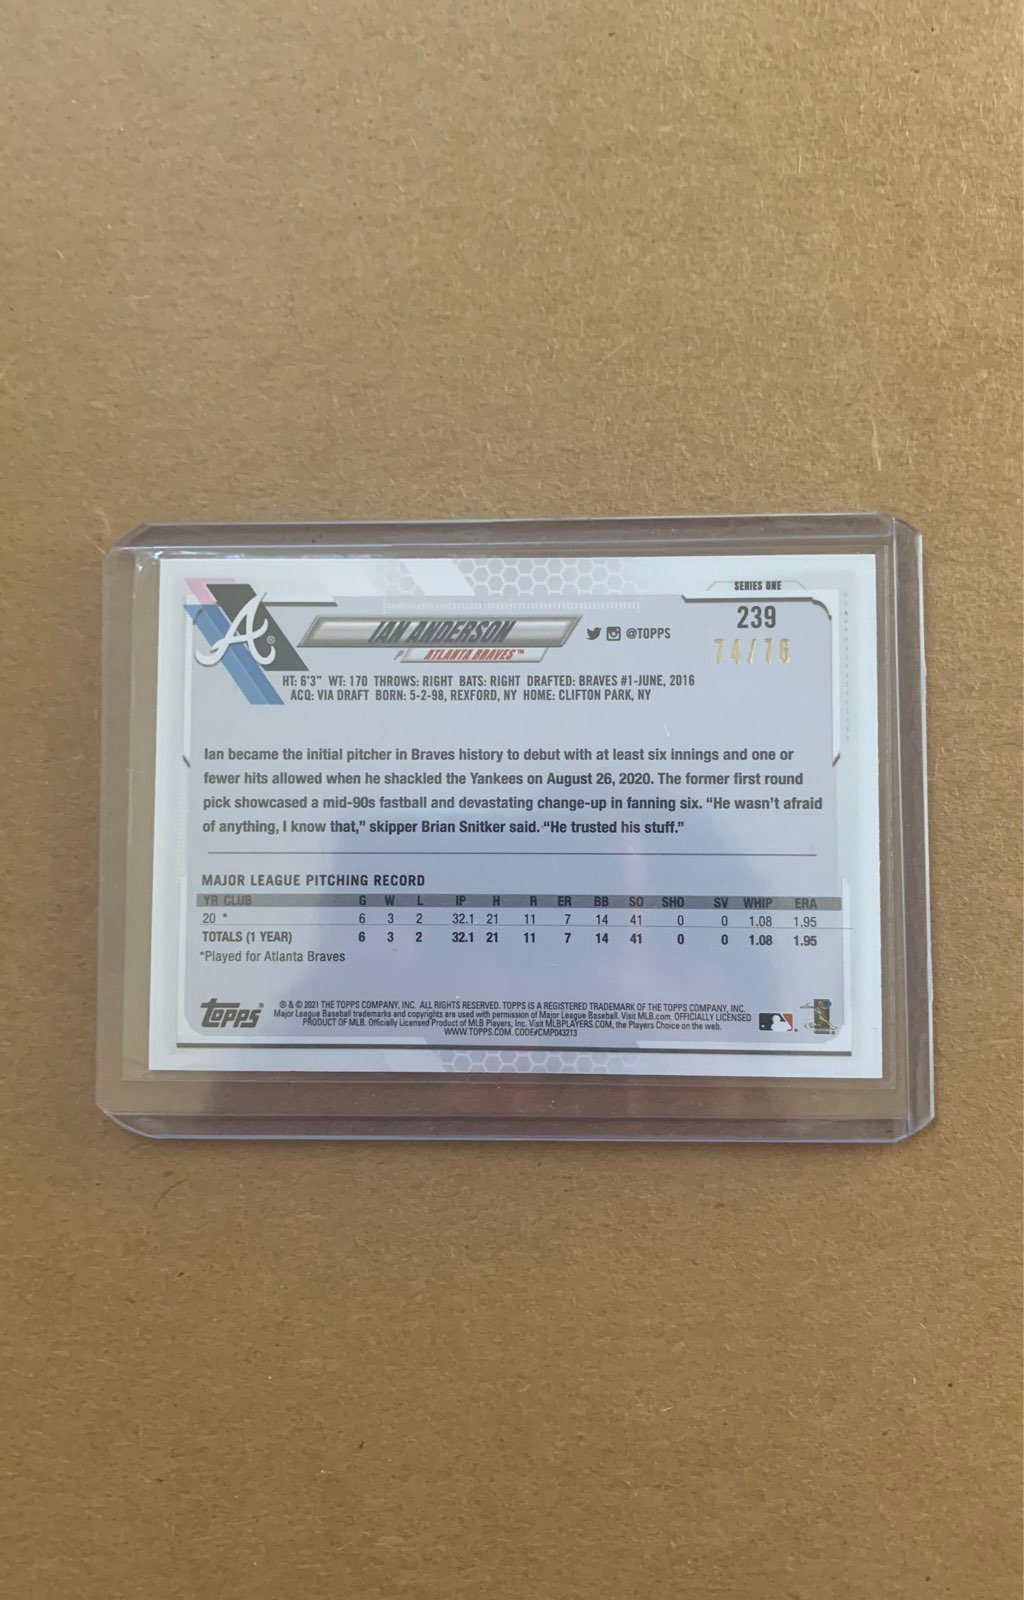 SERIES ONE
239
74/76
A®
IAN ANDERSON
@TOPPS
P ATLANTA BRAVES™
HT: 6'3" WT: 170 THROWS: RIGHT BATS: RIGHT DRAFTED: BRAVES #1-JUNE, 2016
ACQ: VIA DRAFT BORN: 5-2-98, REXFORD, NY HOME: CLIFTON PARK, NY
Ian became the initial pitcher in Braves history to debut with at least six innings and one or
fewer hits allowed when he shackled the Yankees on August 26, 2020. The former first round
pick showcased a mid-90s fastball and devastating change-up in fanning six. “He wasn’t afraid
of anything, I know that,” skipper Brian Snitker said. “He trusted his stuff.”
MAJOR LEAGUE PITCHING RECORD
YR CLUB G W L IP H R ER BB SO SHO SV WHIP ERA
20 * 6 3 2 32.1 21 11 7 14 41 0 0 1.08 1.95
TOTALS (1 YEAR) 6 3 2 32.1 21 11 7 14 41 0 0 1.08 1.95
*Played for Atlanta Braves
topps®
® & © 2021 THE TOPPS COMPANY, INC. ALL RIGHTS RESERVED. TOPPS IS A REGISTERED TRADEMARK OF THE TOPPS COMPANY, INC.
Major League Baseball trademarks and copyrights are used with permission of Major League Baseball. Visit MLB.com. OFFICIALLY LICENSED
PRODUCT OF MLB. Officially Licensed Product of MLB Players, Inc. Visit MLBPLAYERS.COM, the Players Choice on the web.
WWW.TOPPS.COM. CODE#CMP043213